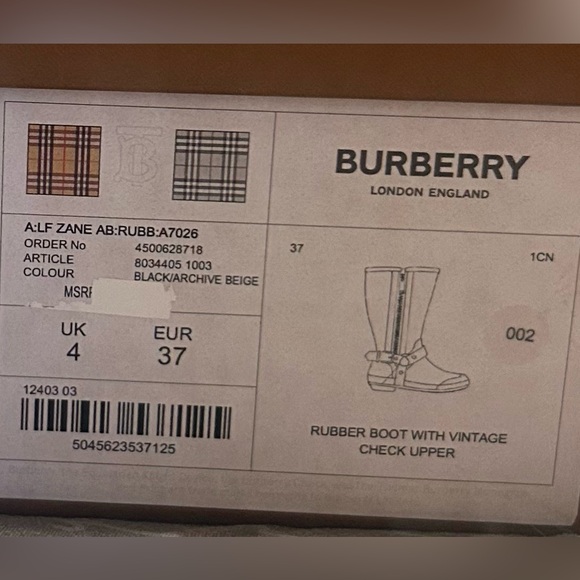 BURBERRY
LONDON ENGLAND
A:LF ZANE AB:RUBB:A7026
ORDER No 4500628718
ARTICLE 8034405 1003
COLOUR BLACK/ARCHIVE BEIGE
MSRP
UK EUR
4 37
12403 03
5045623537125
37
1CN
002
RUBBER BOOT WITH VINTAGE
CHECK UPPER